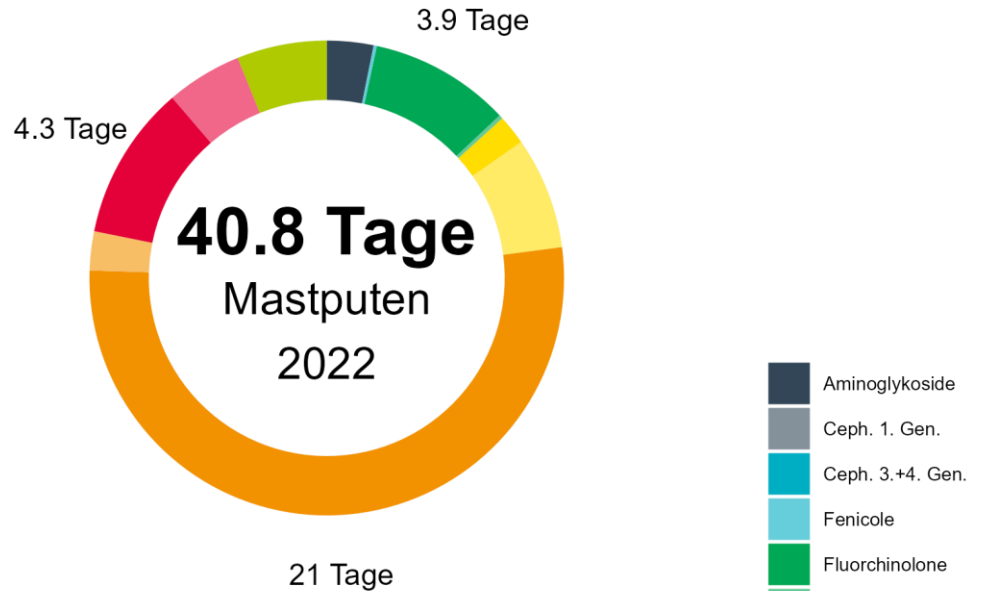 3.9 Tage
4.3 Tage
40.8 Tage
Mastputen
2022
21 Tage
Aminoglykoside
Ceph. 1. Gen.
Ceph. 3.+4. Gen.
Fenicole
Fluorchinolone